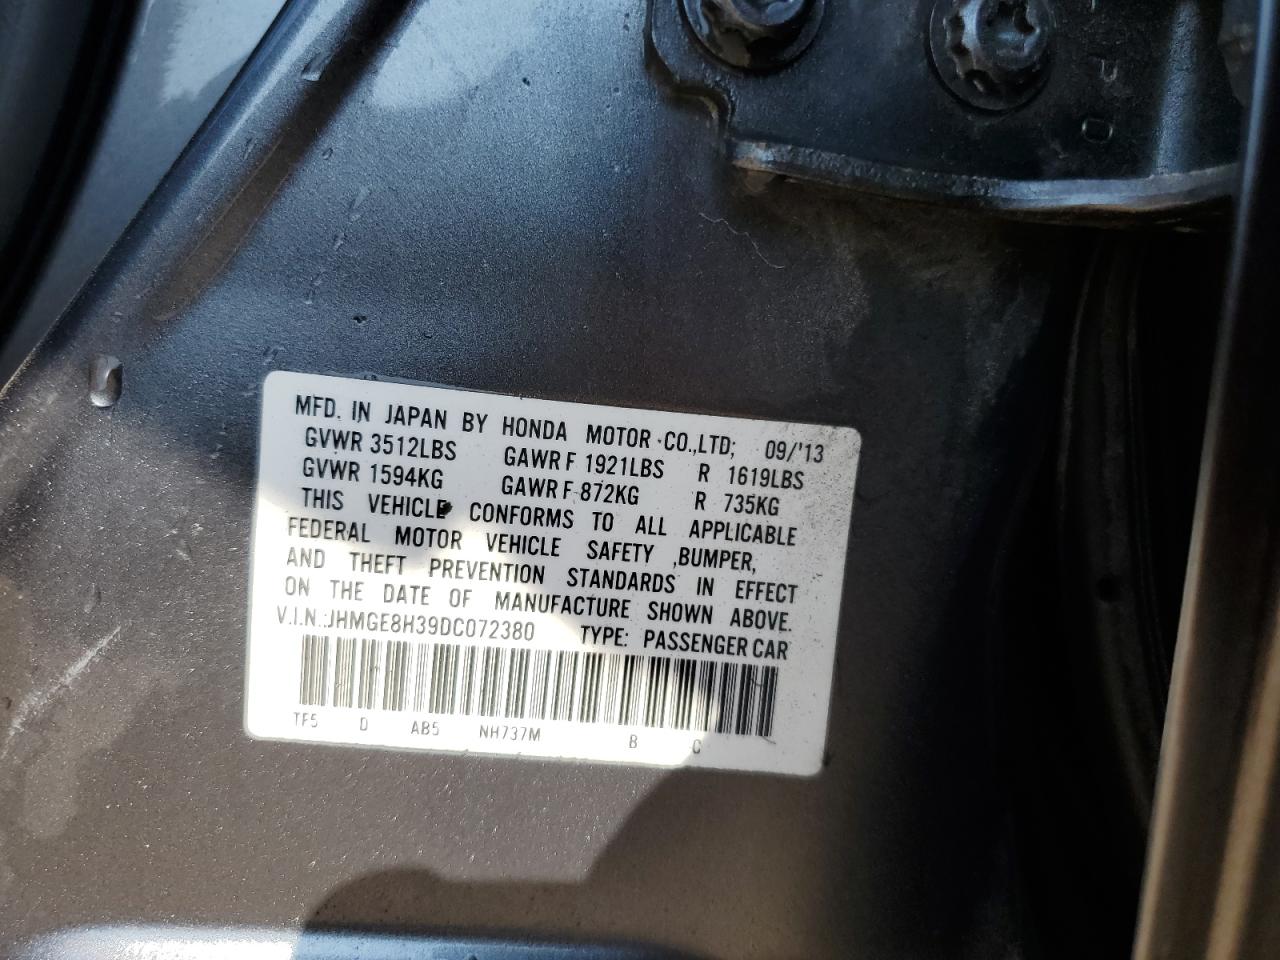 P
O
MFD. IN JAPAN BY HONDA MOTOR CO.,LTD; 09/'13
GVWR 3512LBS GAWR F 1921LBS R 1619LBS
GVWR 1594KG GAWR F 872KG R 735KG
THIS VEHICLE CONFORMS TO ALL APPLICABLE
FEDERAL MOTOR VEHICLE SAFETY ,BUMPER,
AND THEFT PREVENTION STANDARDS IN EFFECT
ON THE DATE OF MANUFACTURE SHOWN ABOVE.
V.I.N.:JHMGE8H39DC072380 TYPE: PASSENGER CAR
TF5 D AB5 NH737M B C